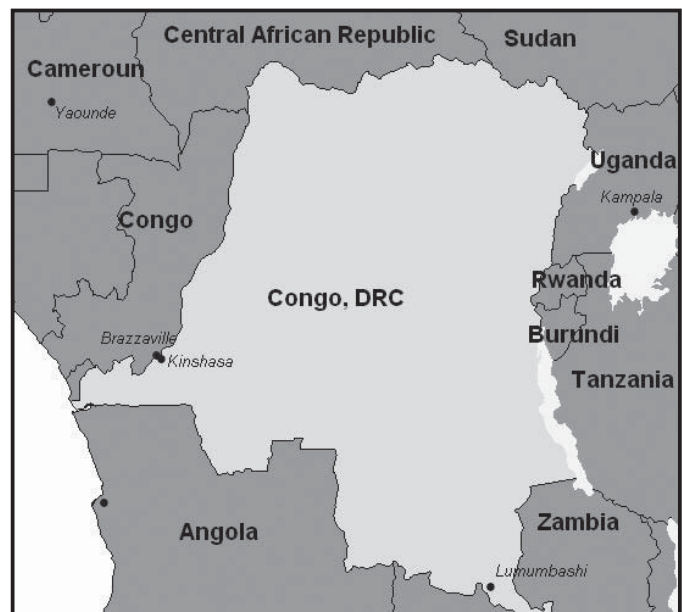 Central African Republic
Sudan
Cameroun
Yaounde
Uganda
Kampala
Congo
Rwanda
Congo, DRC
Burundi
Brazzaville
Kinshasa
Tanzania
Zambia
Angola
Lumumbashi